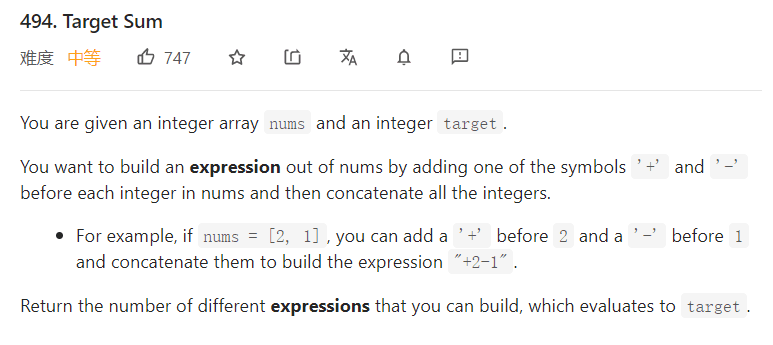 494. Target Sum
难度 中等 747
You are given an integer array nums and an integer target.
You want to build an expression out of nums by adding one of the symbols '+' and '-'
before each integer in nums and then concatenate all the integers.
• For example, if nums = [2, 1], you can add a '+' before 2 and a '-' before 1
and concatenate them to build the expression "+2-1".
Return the number of different expressions that you can build, which evaluates to target.